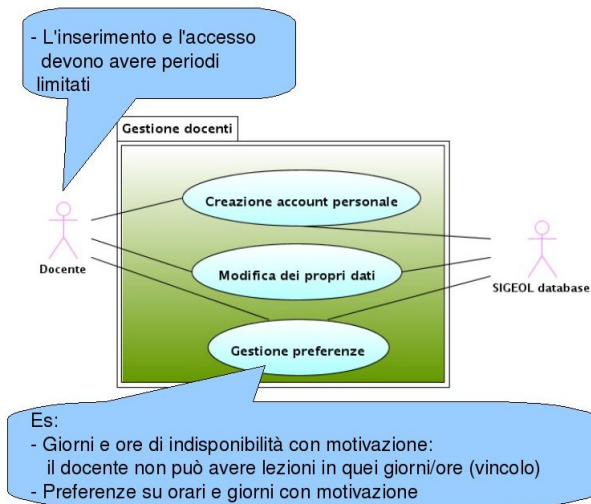 - L'inserimento e l'accesso
devono avere periodi
limitati
Gestione docenti
Creazione account personale
Docente
Modifica dei propri dati
SIGEOL database
Gestione preferenze
Es:
- Giorni e ore di indisponibilità con motivazione:
il docente non può avere lezioni in quei giorni/ore (vincolo)
- Preferenze su orari e giorni con motivazione